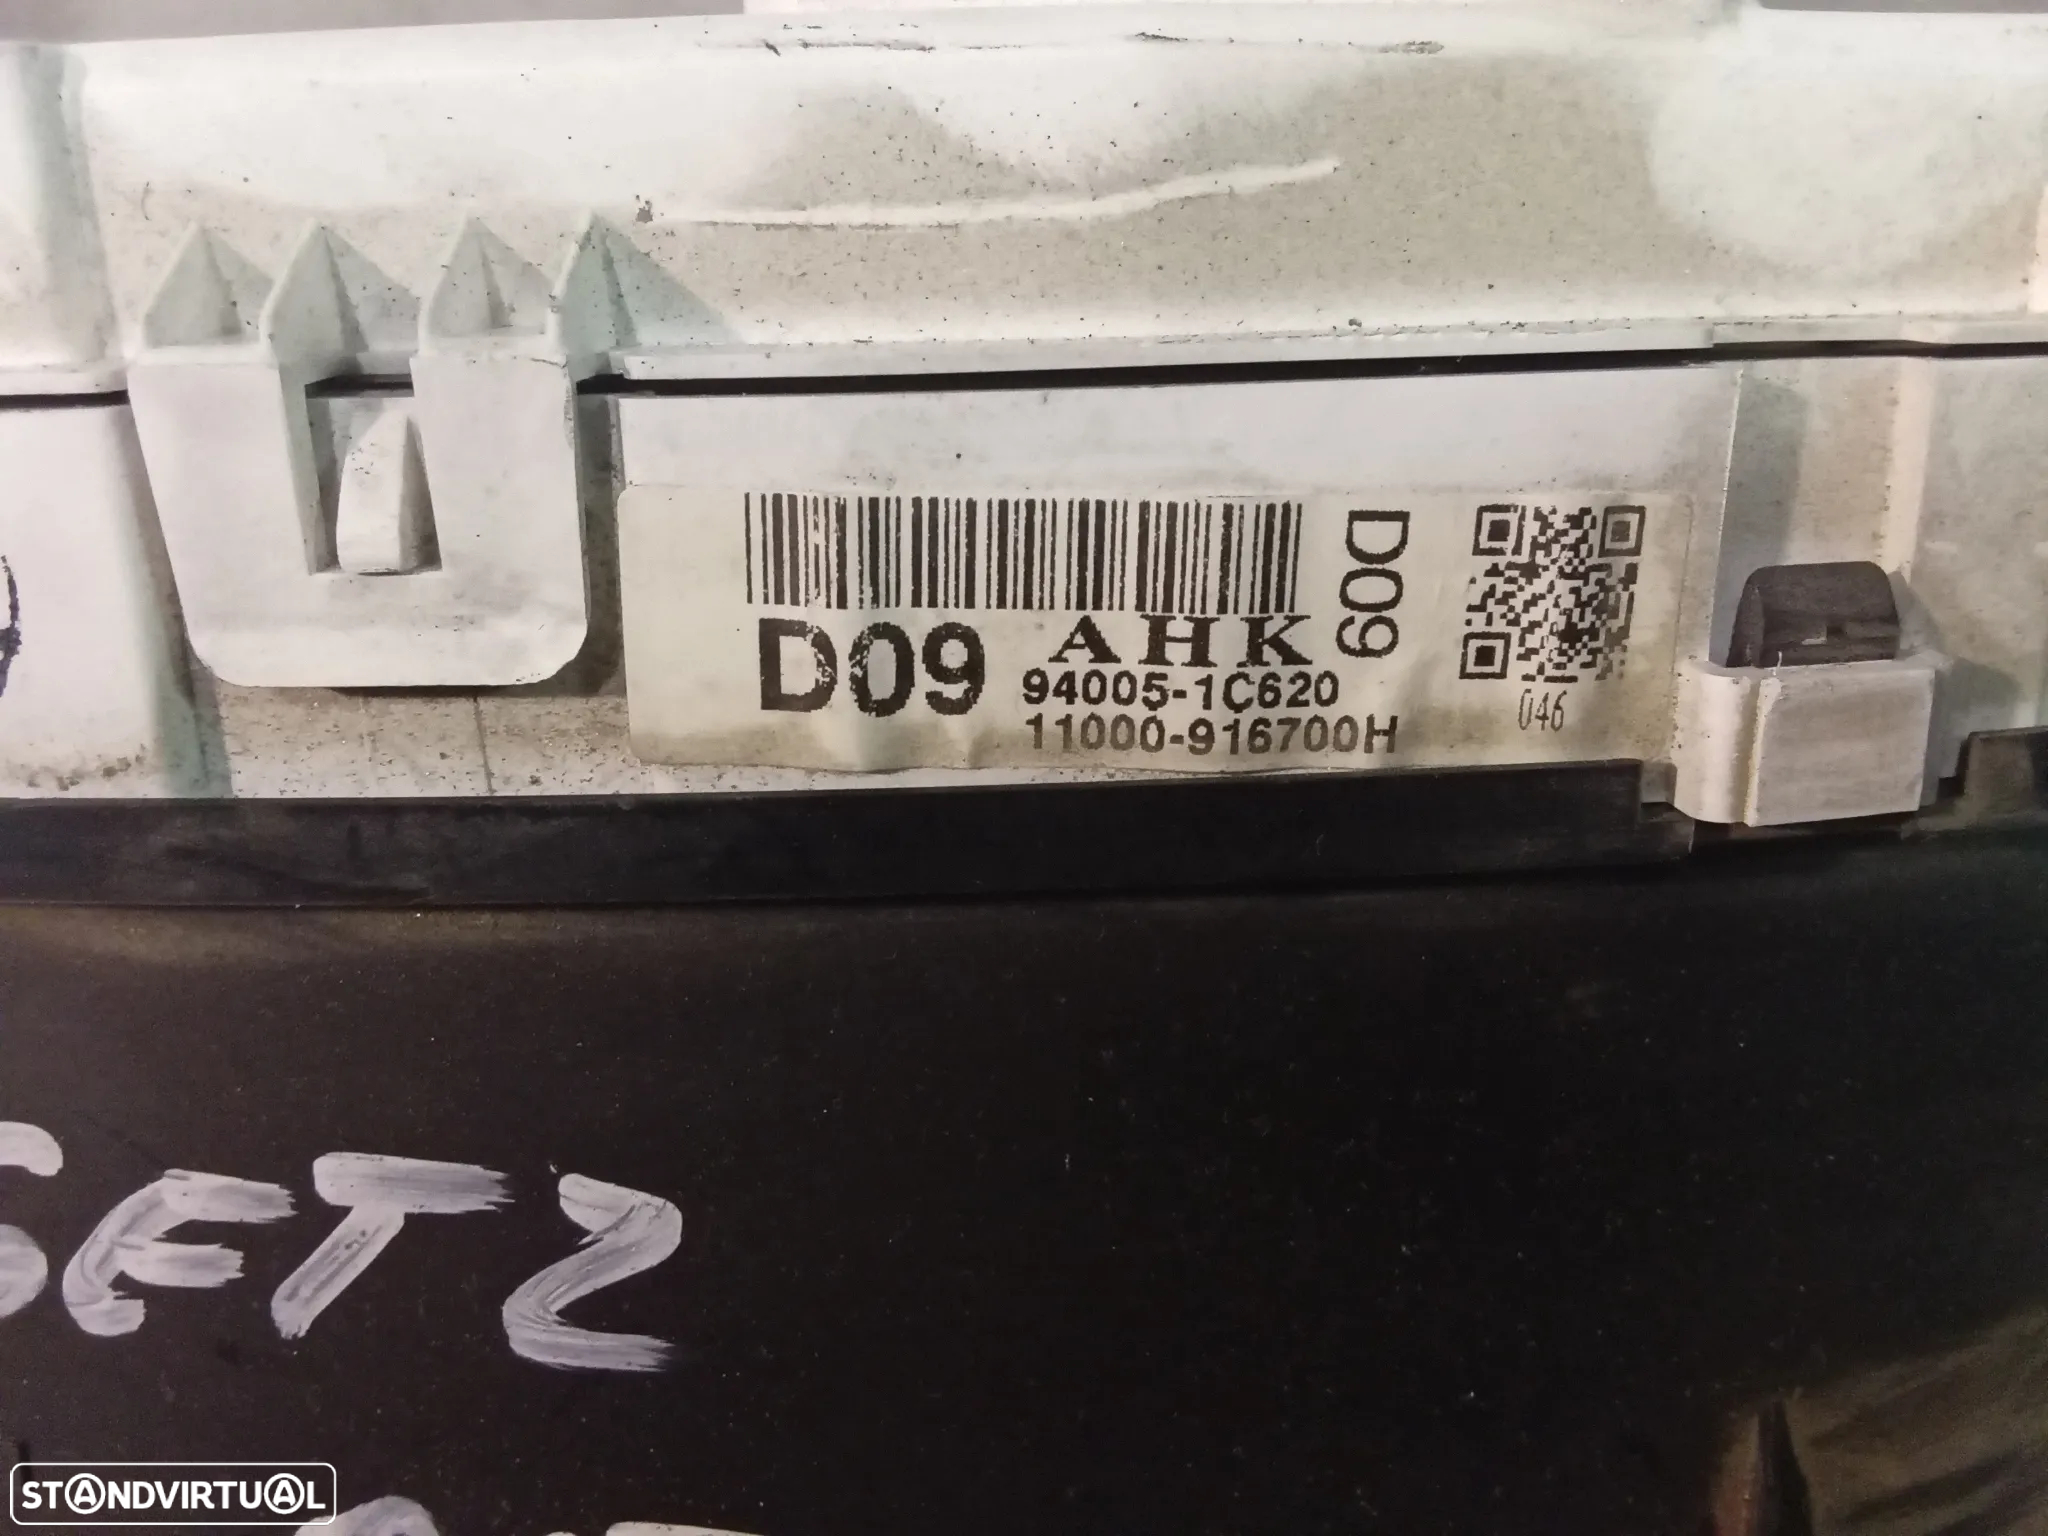 D09
D09 AHK
94005-1C620
11000-916700H
046
GETZ
STANDVIRTUAL